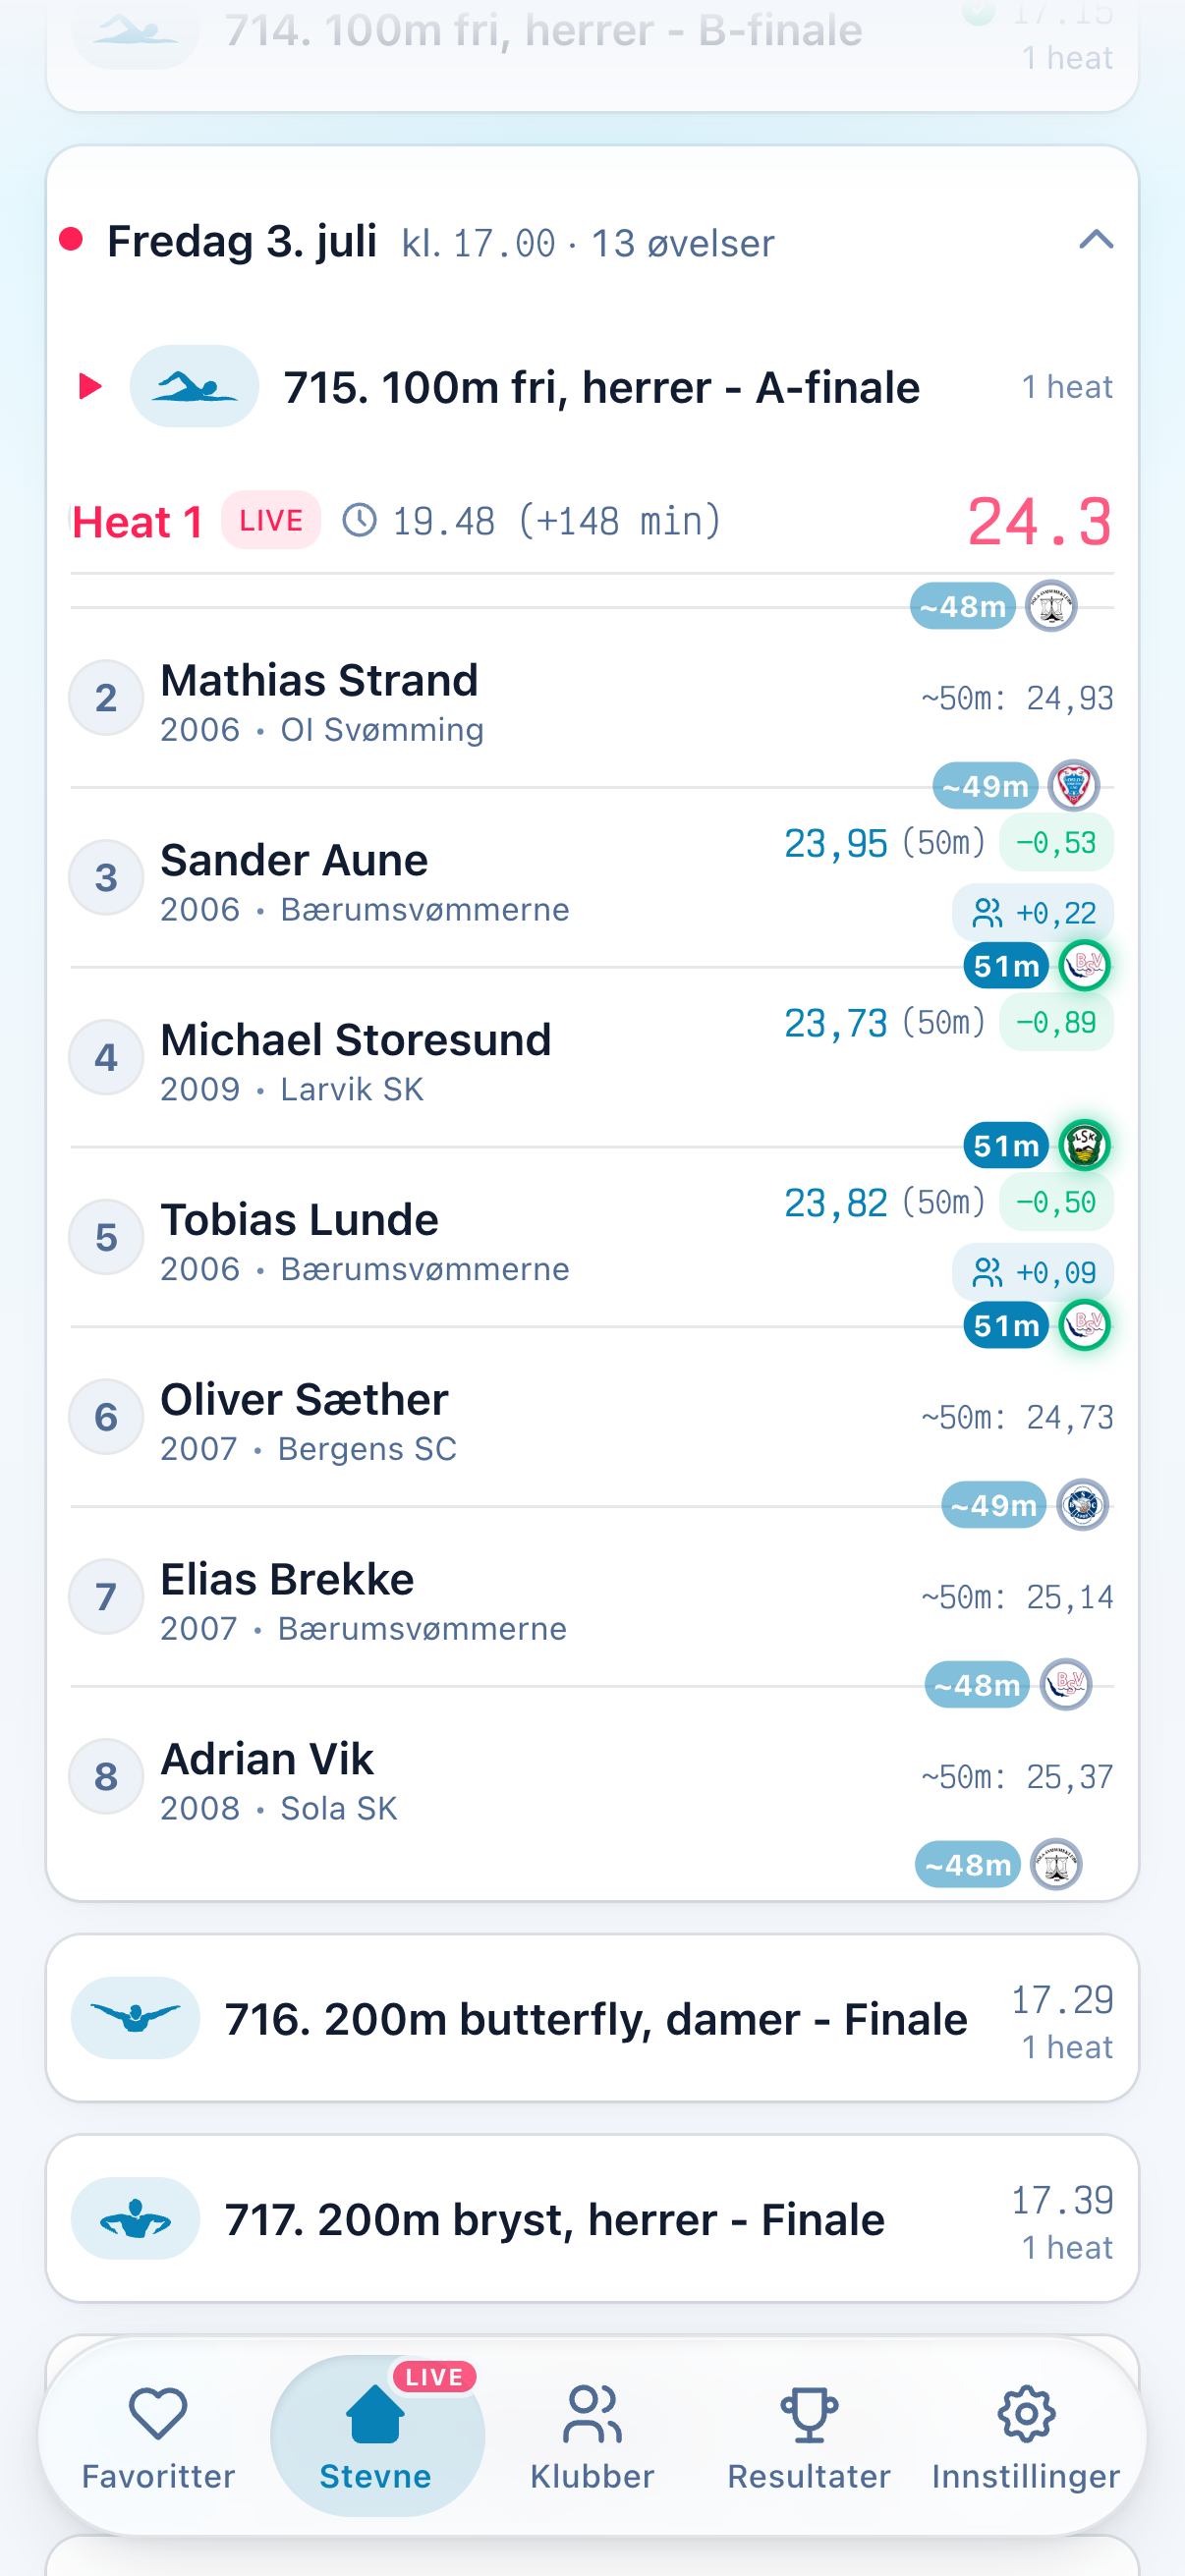 714. 100m fri, herrer - B-finale
17.15
1 heat
Fredag 3. juli kl. 17.00 · 13 øvelser
715. 100m fri, herrer - A-finale 1 heat
Heat 1 LIVE 19.48 (+148 min) 24.3
~48m
2 Mathias Strand
2006 • OI Svømming
~50m: 24,93
~49m
3 Sander Aune
2006 • Bærumsvømmerne
23,95 (50m) −0,53
+0,22
51m
4 Michael Storesund
2009 • Larvik SK
23,73 (50m) −0,89
51m
5 Tobias Lunde
2006 • Bærumsvømmerne
23,82 (50m) −0,50
+0,09
51m
6 Oliver Sæther
2007 • Bergens SC
~50m: 24,73
~49m
7 Elias Brekke
2007 • Bærumsvømmerne
~50m: 25,14
~48m
8 Adrian Vik
2008 • Sola SK
~50m: 25,37
~48m
716. 200m butterfly, damer - Finale
17.29
1 heat
717. 200m bryst, herrer - Finale
17.39
1 heat
LIVE
Favoritter Stevne Klubber Resultater Innstillinger